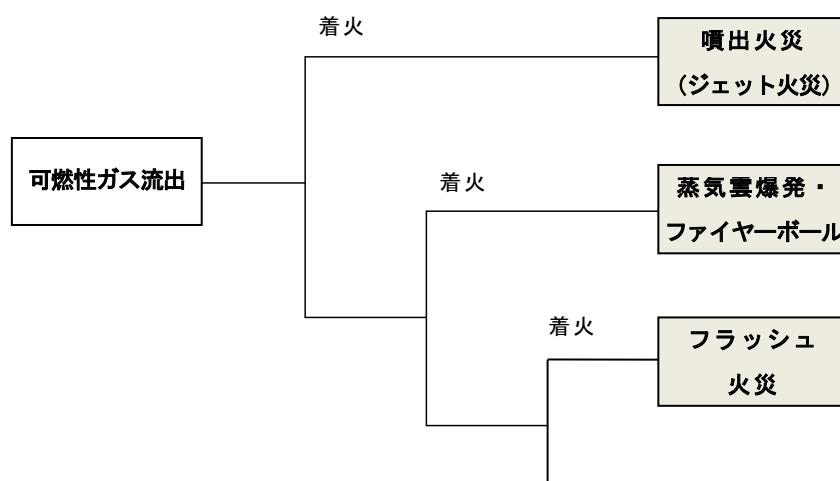 着火
噴出火災
(ジェット火災)
可燃性ガス流出
着火
蒸気雲爆発・
ファイヤーボール
着火
フラッシュ
火災